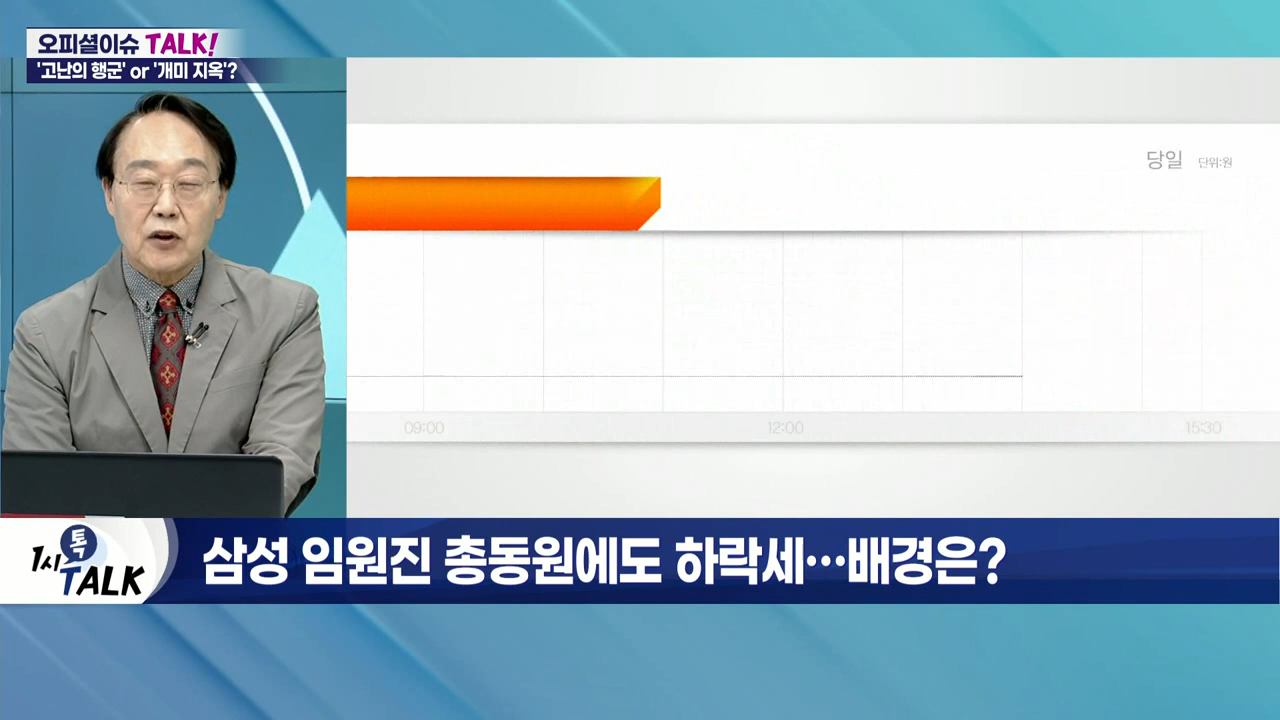 오피셜이슈 TALK!
'고난의 행군' or '개미 지옥'?
당일 단위:원
09:00 12:00 15:30
1시톡 TALK
삼성 임원진 총동원에도 하락세…배경은?